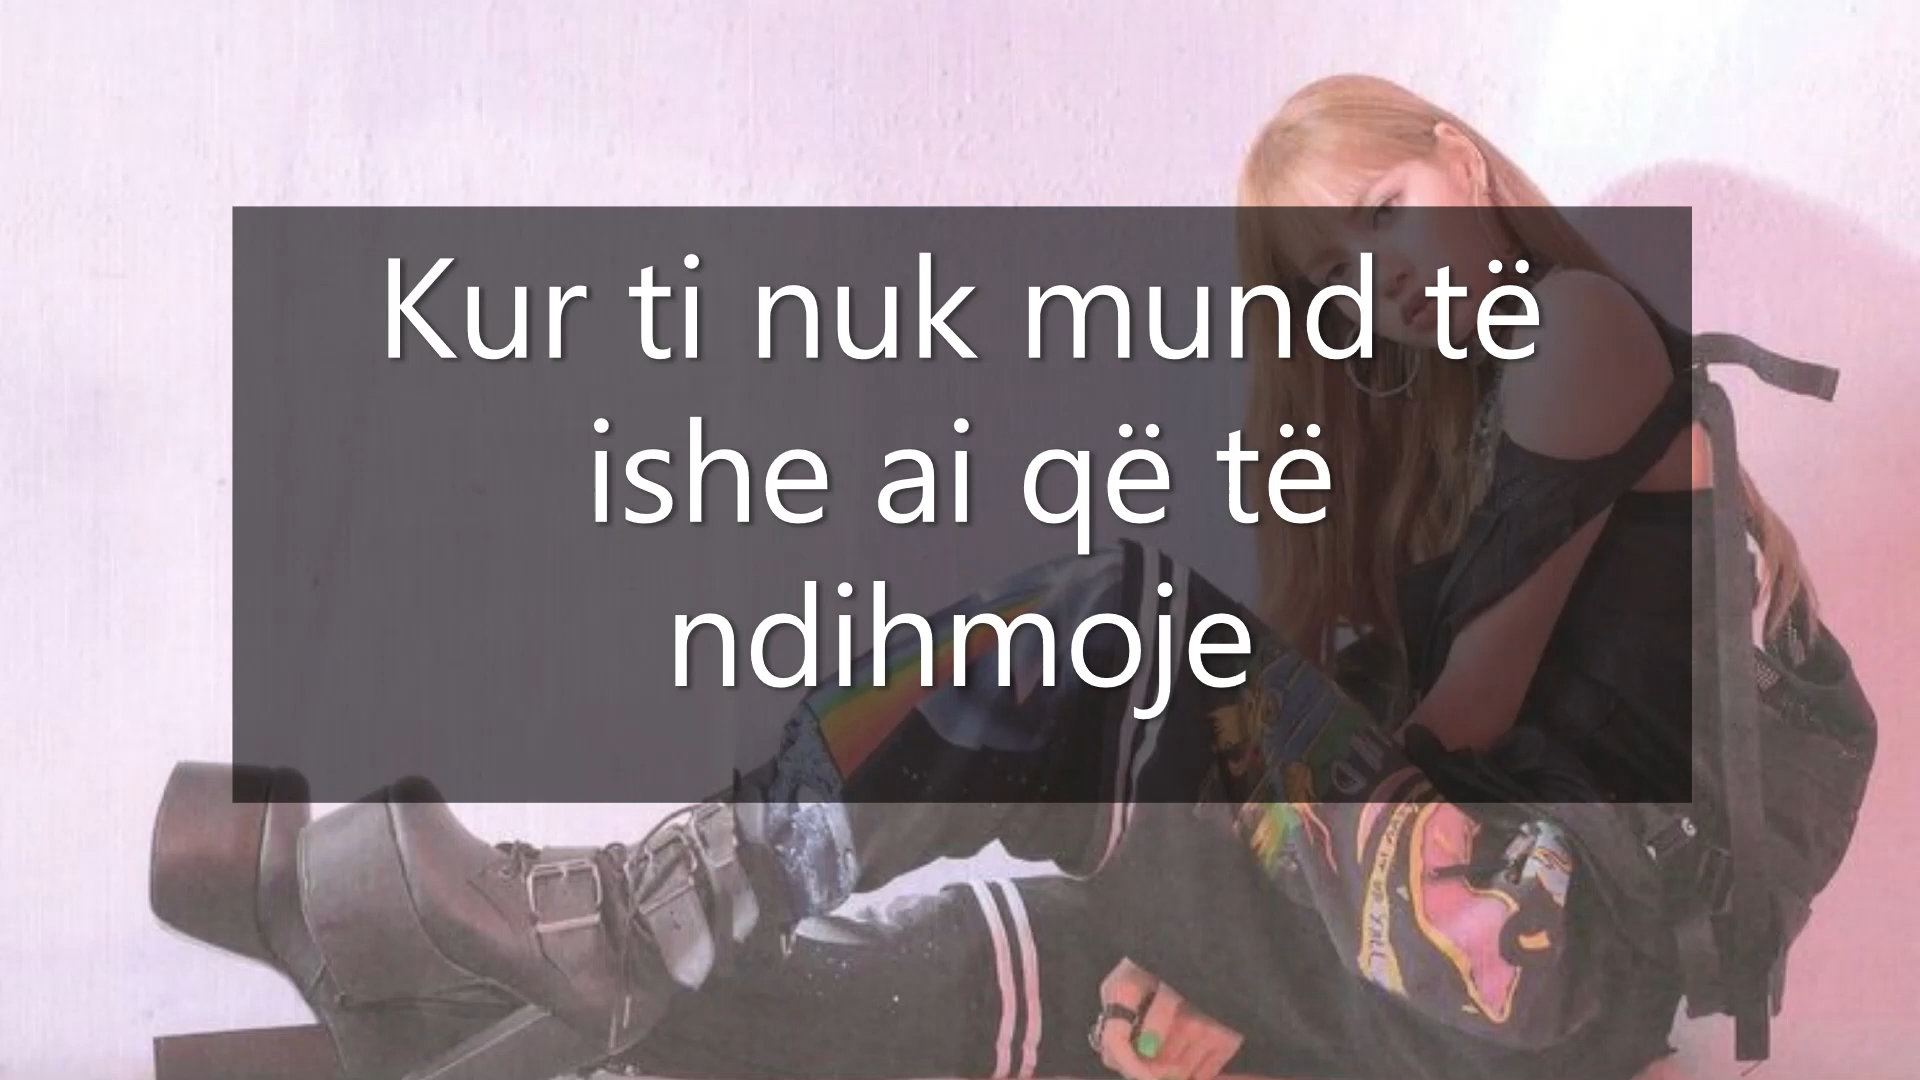 Kur ti nuk mund të
ishe ai që të
ndihmoje